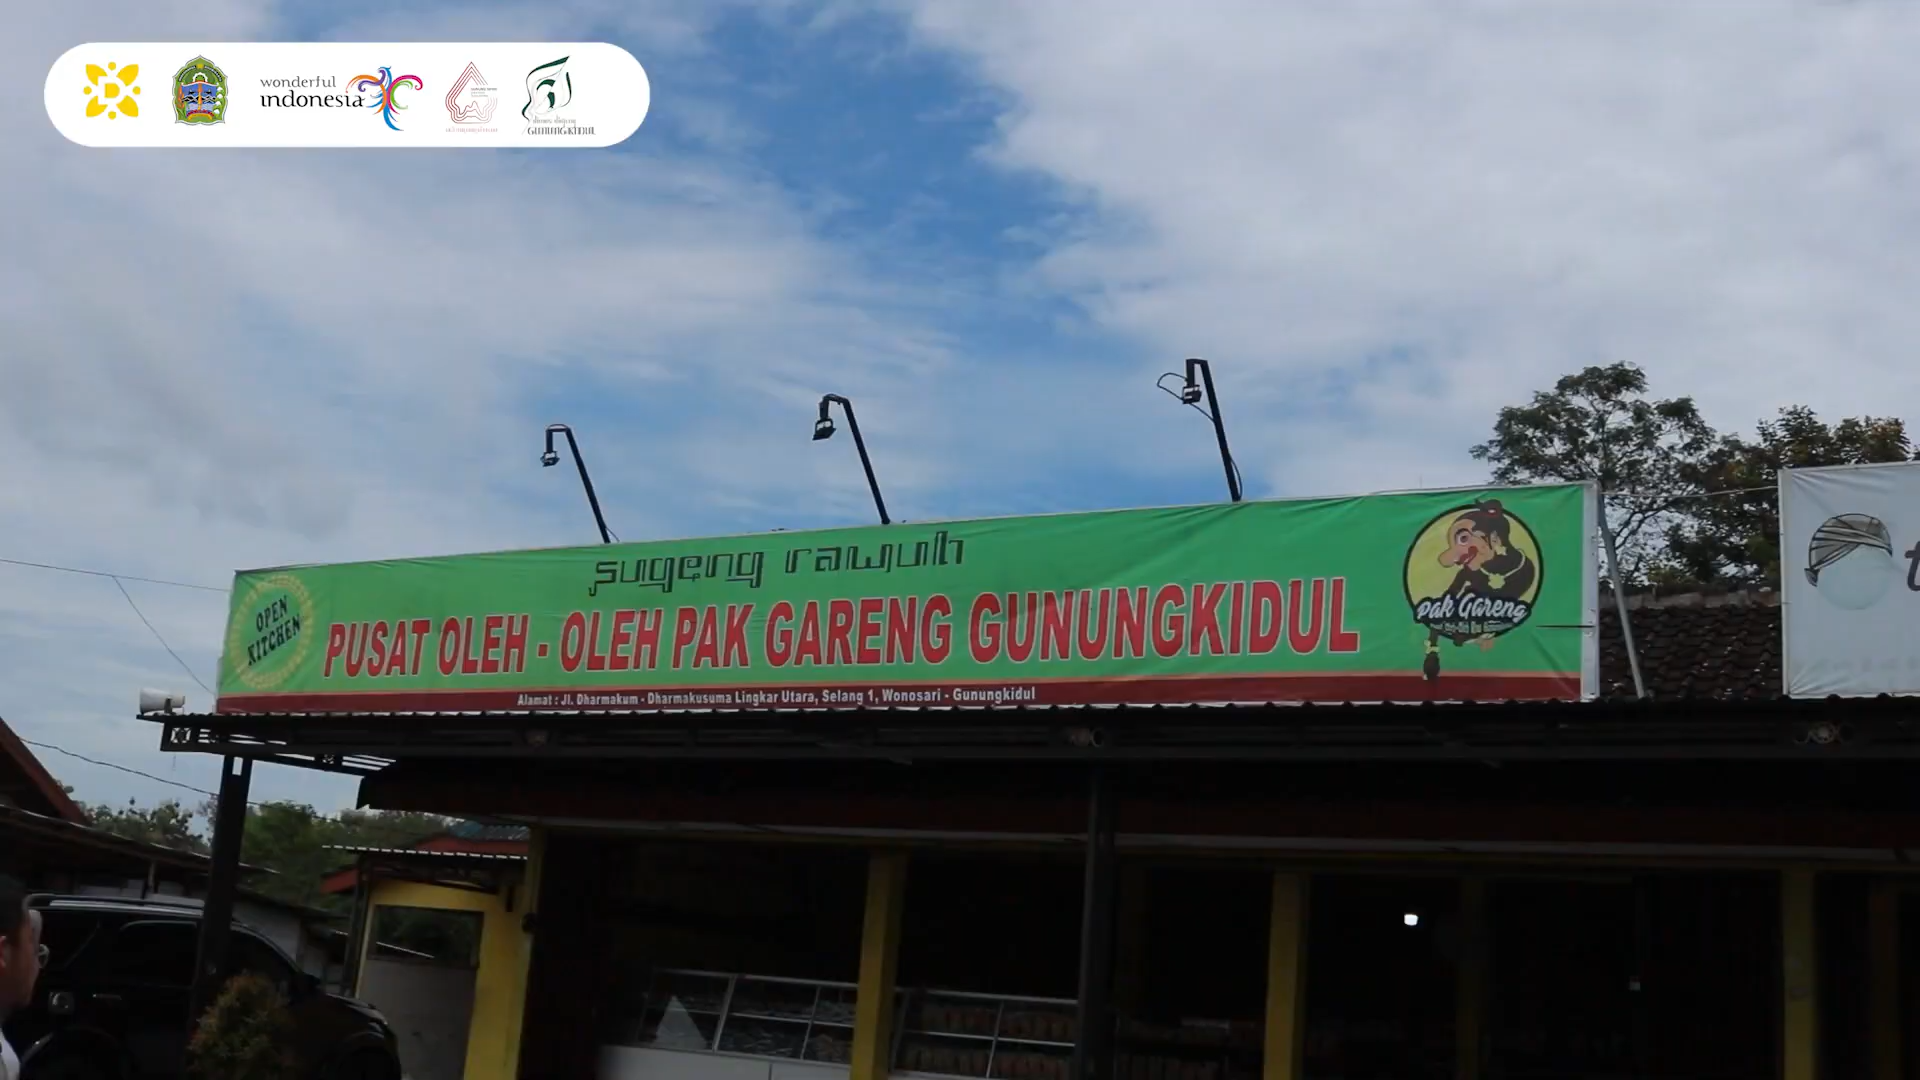 wonderful
indonesia
GUNUNGKIDUL
sugeng rawuh
OPEN
KITCHEN
PUSAT OLEH - OLEH PAK GARENG GUNUNGKIDUL
Pak Gareng
Alamat : Jl. Dharmakum - Dharmakusuma Lingkar Utara, Selang 1, Wonosari - Gunungkidul